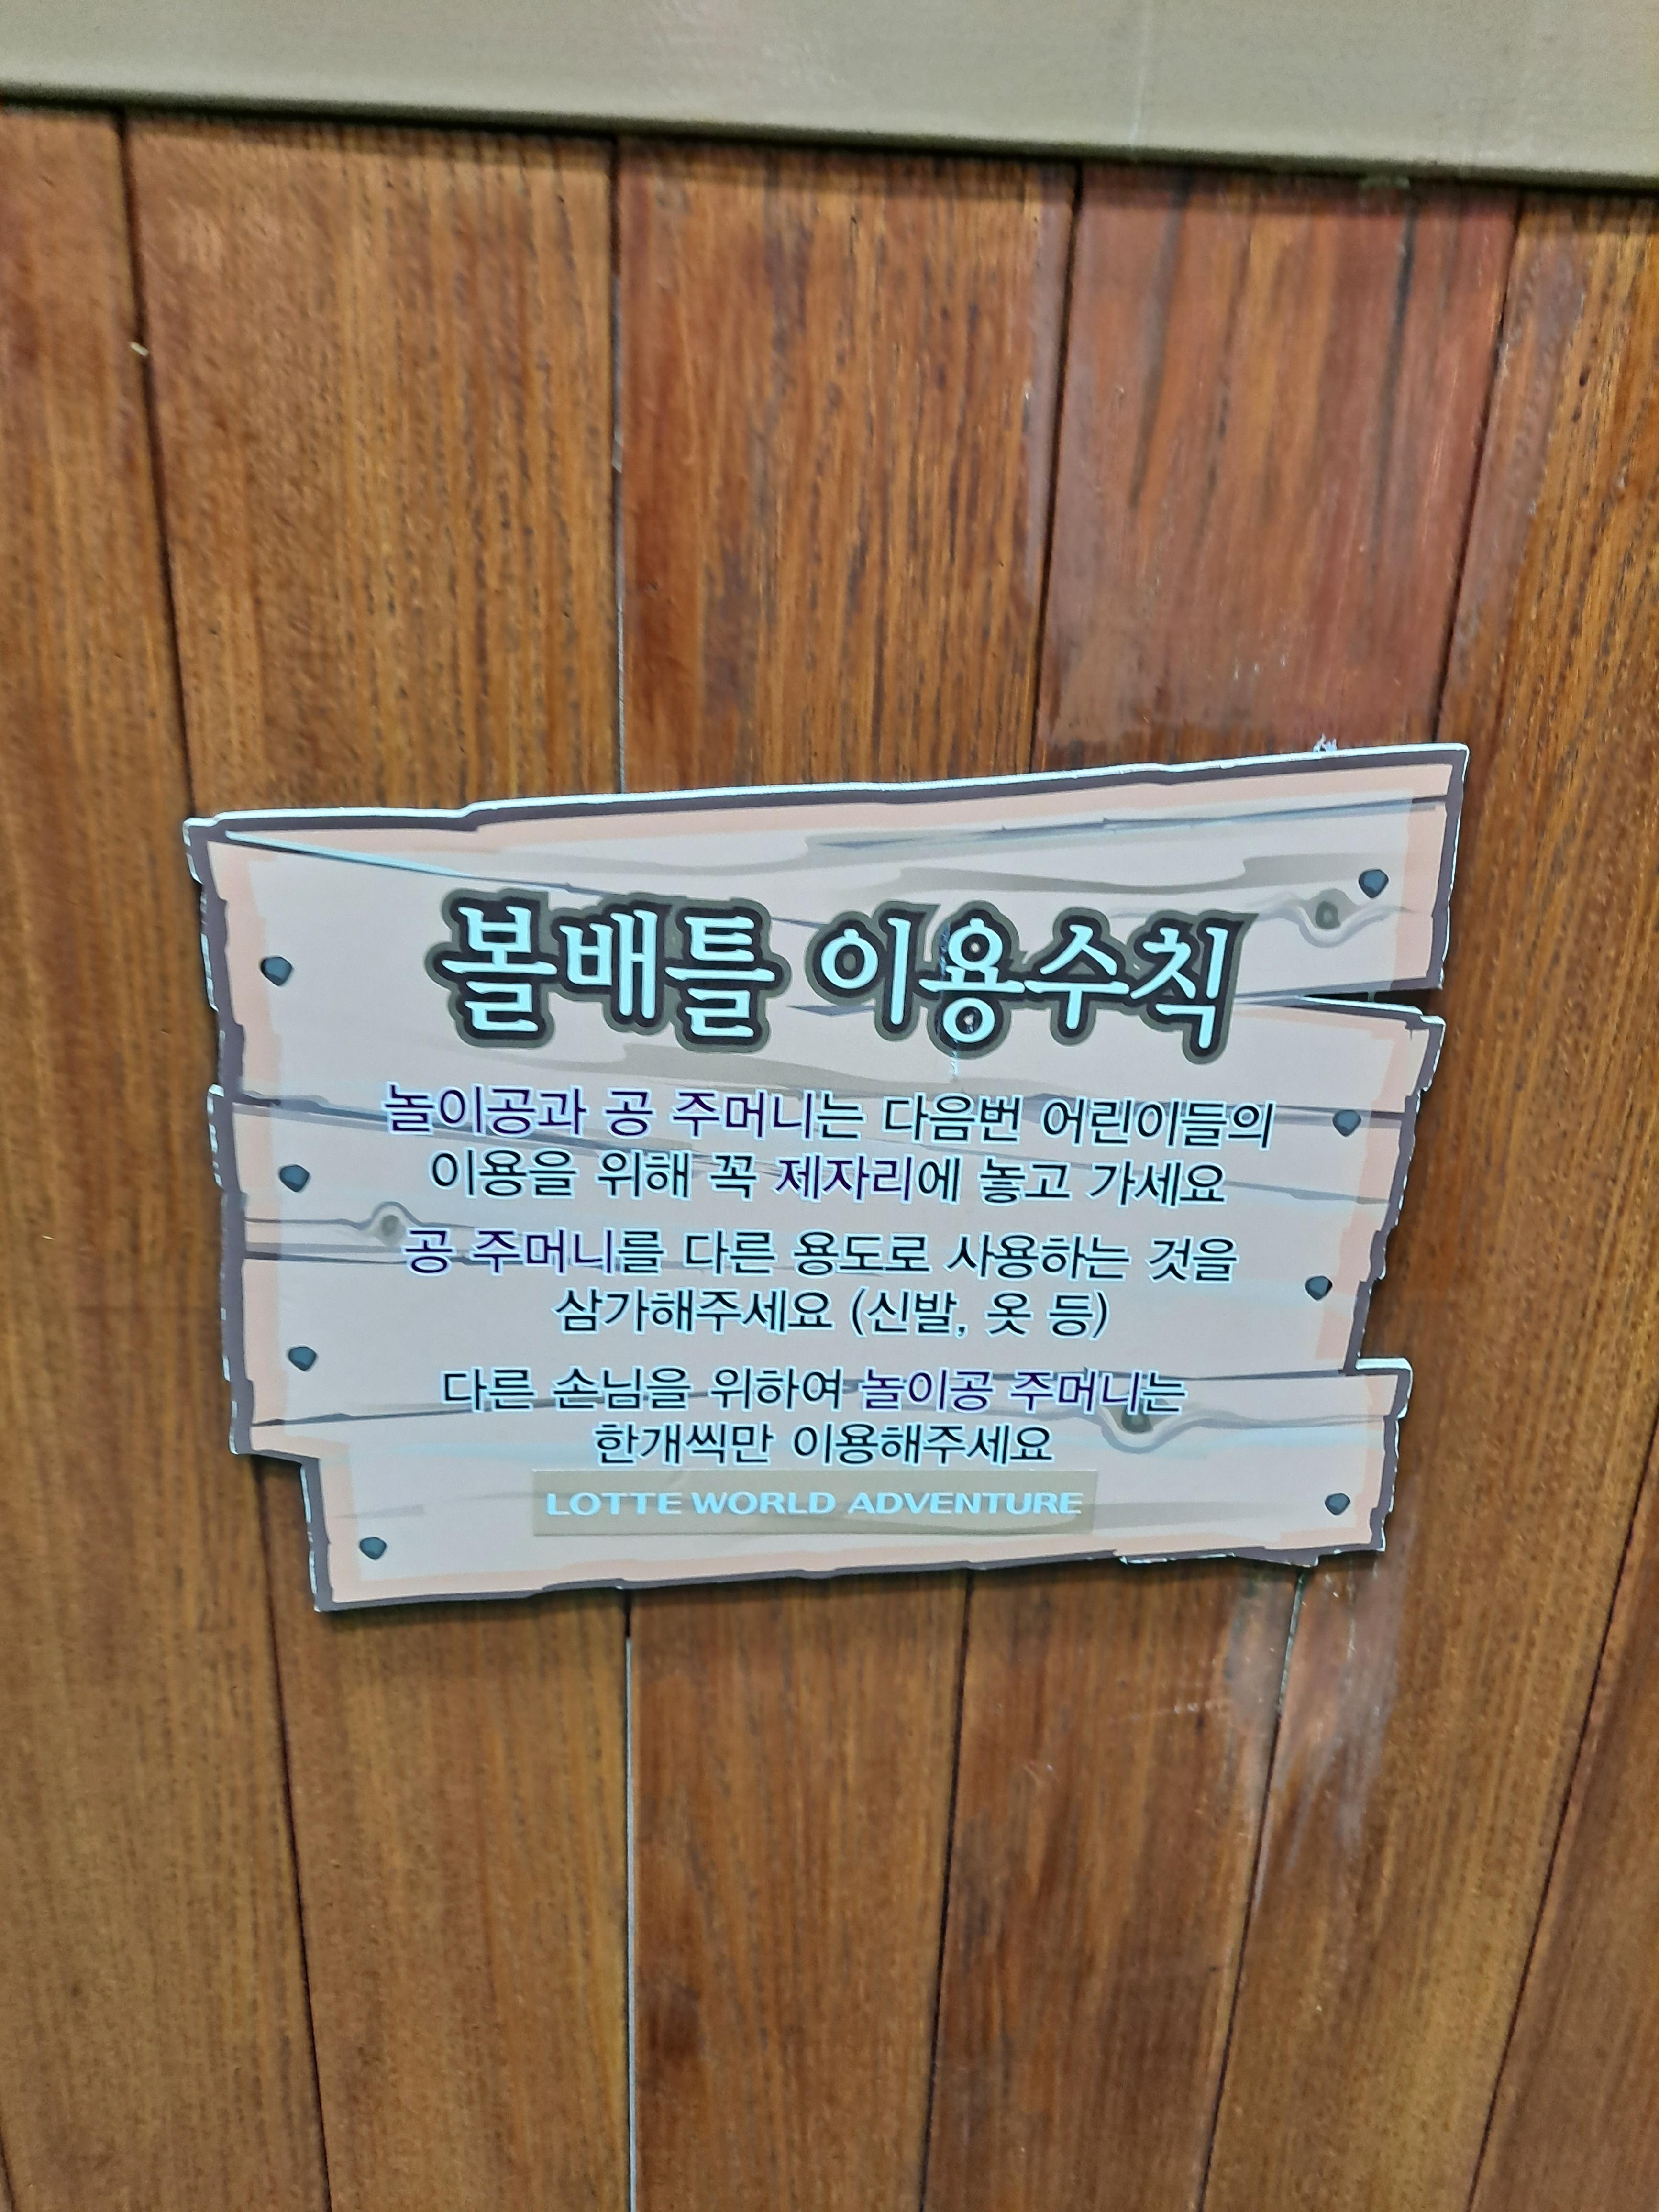 볼배틀 이용수칙
놀이공과 공 주머니는 다음번 어린이들의
이용을 위해 꼭 제자리에 놓고 가세요
공 주머니를 다른 용도로 사용하는 것을
삼가해주세요 (신발, 옷 등)
다른 손님을 위하여 놀이공 주머니는
한개씩만 이용해주세요
LOTTE WORLD ADVENTURE